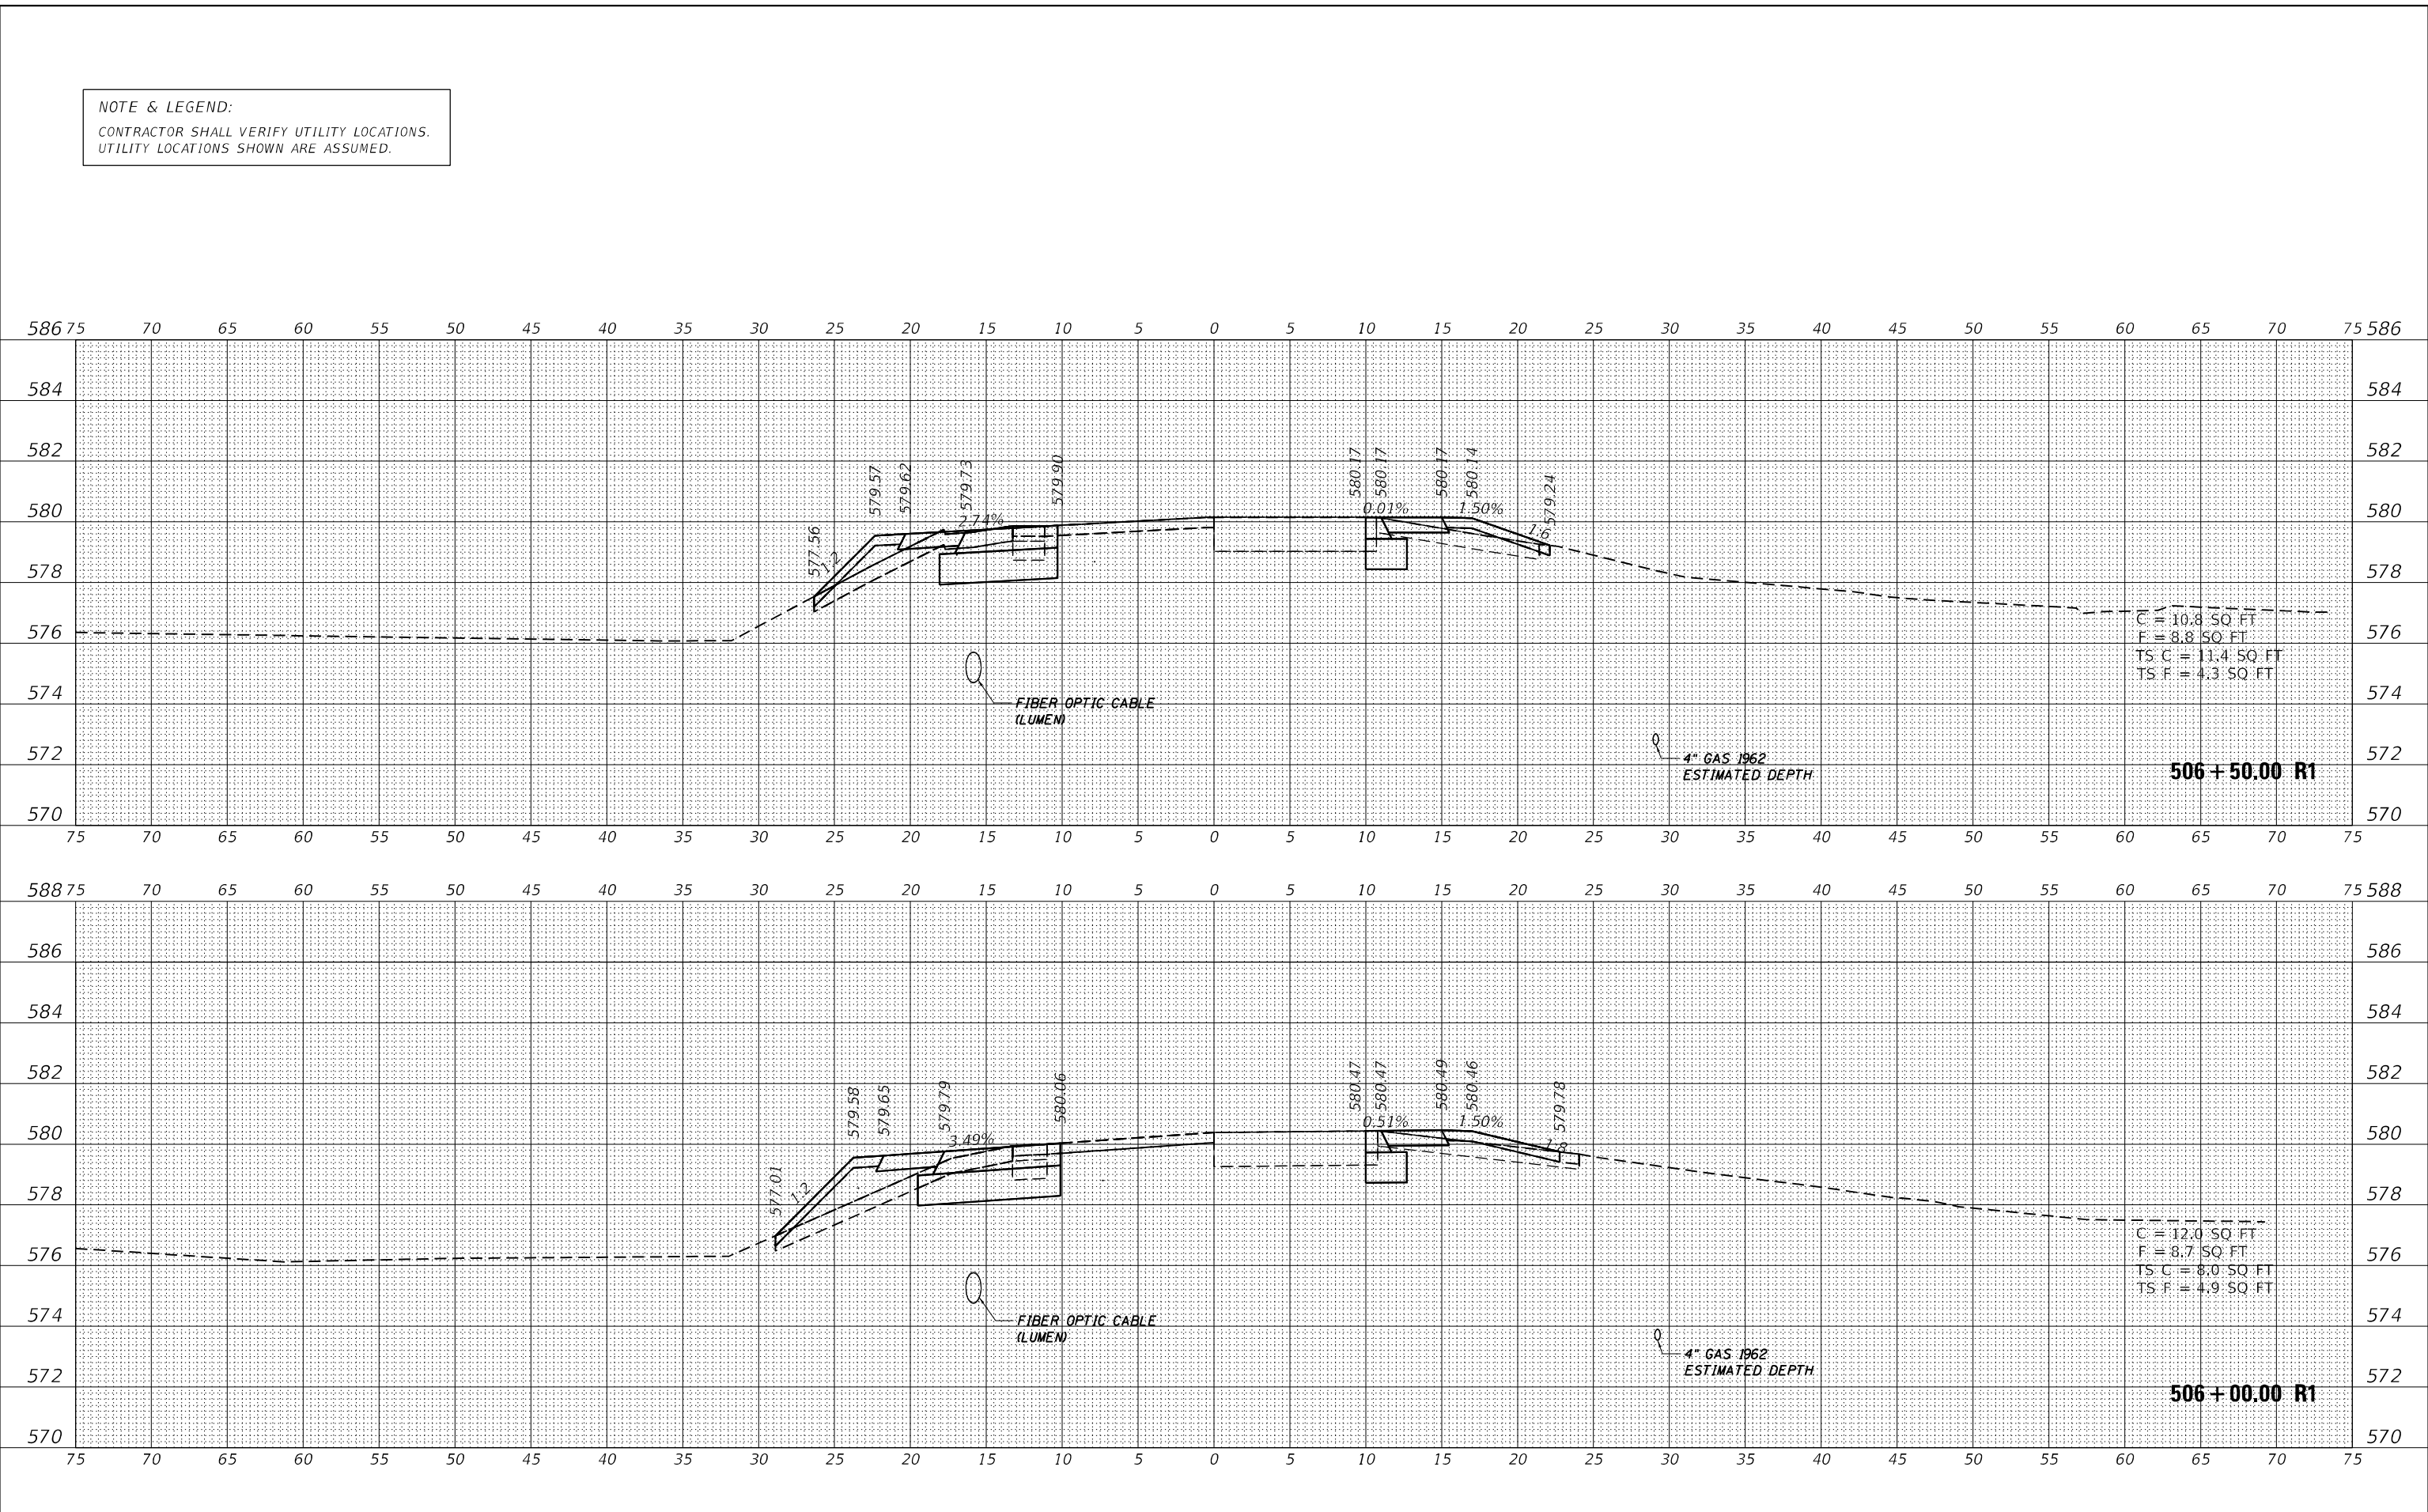 NOTE & LEGEND:
CONTRACTOR SHALL VERIFY UTILITY LOCATIONS.
UTILITY LOCATIONS SHOWN ARE ASSUMED.
586 75 70 65 60 55 50 45 40 35 30 25 20 15 10 5 0 5 10 15 20 25 30 35 40 45 50 55 60 65 70 75 586
584 584
582 582
579.57 579.62 579.73 579.90 580.17 580.17 580.17 580.14 579.24
580 2.74% 0.01% 1.50% 580
577.56 1:2 1:6
578 578
576 576
C = 10.8 SQ FT
F = 8.8 SQ FT
TS C = 11.4 SQ FT
TS F = 4.3 SQ FT
574 574
FIBER OPTIC CABLE
(LUMEN)
572 572
4" GAS 1962
ESTIMATED DEPTH
506 + 50.00 R1
570 570
75 70 65 60 55 50 45 40 35 30 25 20 15 10 5 0 5 10 15 20 25 30 35 40 45 50 55 60 65 70 75
588 75 70 65 60 55 50 45 40 35 30 25 20 15 10 5 0 5 10 15 20 25 30 35 40 45 50 55 60 65 70 75 588
586 586
584 584
582 582
579.58 579.65 579.79 580.06 580.47 580.47 580.49 580.46 579.78
580 3.49% 0.51% 1.50% 580
577.01 1:2 1:8
578 578
576 576
C = 12.0 SQ FT
F = 8.7 SQ FT
TS C = 8.0 SQ FT
TS F = 4.9 SQ FT
574 574
FIBER OPTIC CABLE
(LUMEN)
4" GAS 1962
ESTIMATED DEPTH
572 572
506 + 00.00 R1
570 570
75 70 65 60 55 50 45 40 35 30 25 20 15 10 5 0 5 10 15 20 25 30 35 40 45 50 55 60 65 70 75